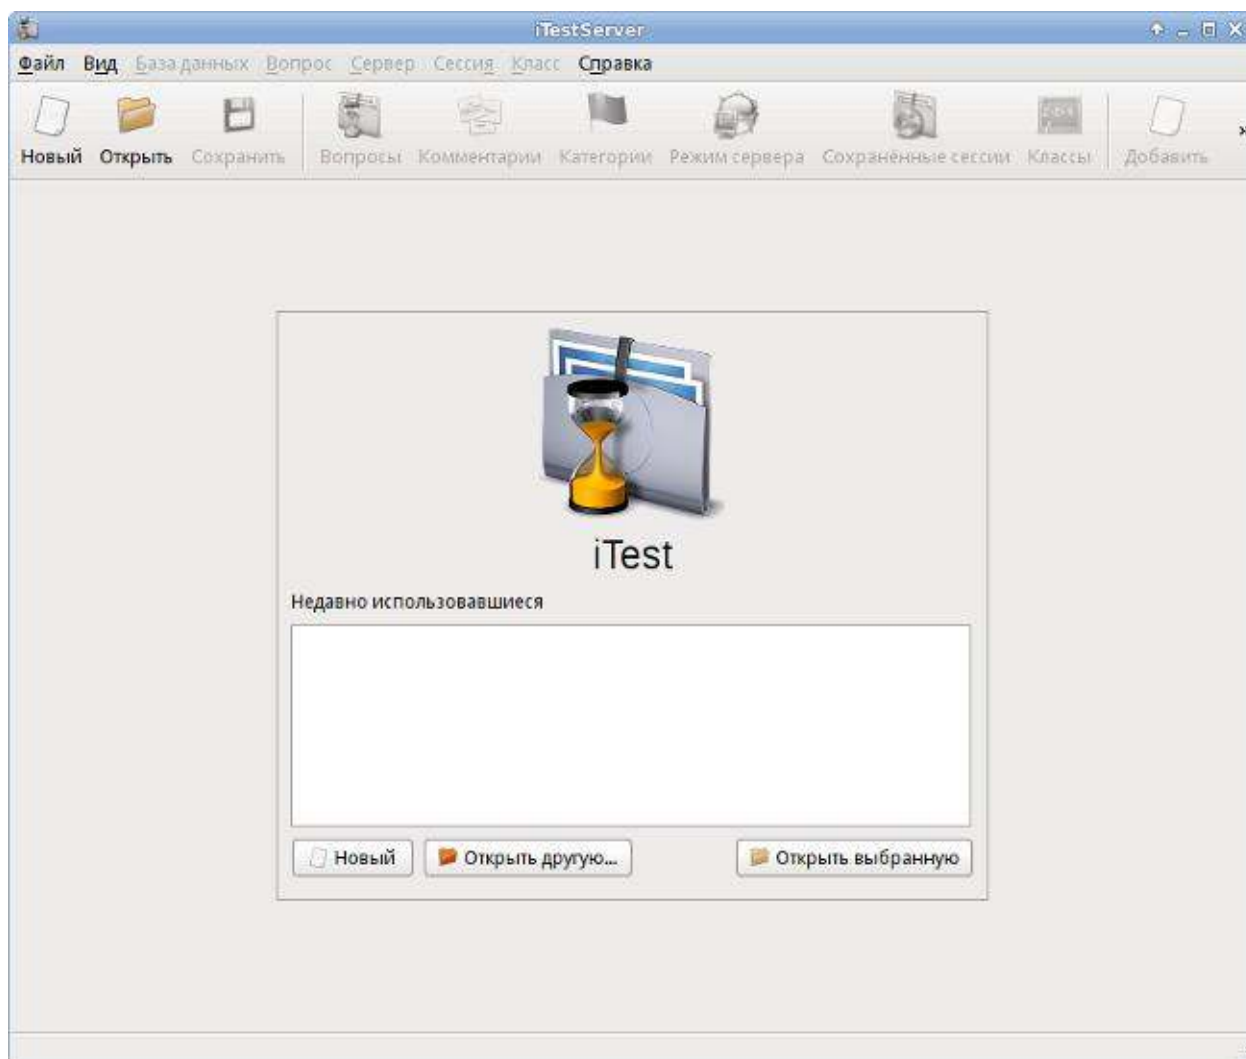 iTestServer
Файл Вид База данных Вопрос Сервер Сессия Класс Справка
Новый Открыть Сохранить Вопросы Комментарии Категории Режим сервера Сохранённые сессии Классы Добавить »
iTest
Недавно использовавшиеся
Новый Открыть другую... Открыть выбранную